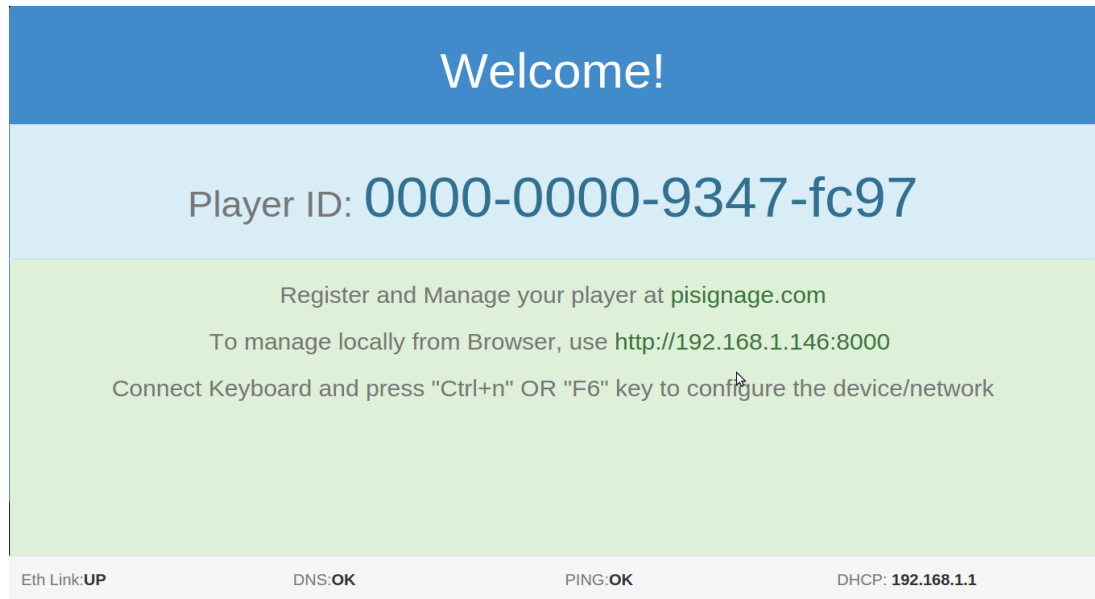 Welcome!
Player ID: 0000-0000-9347-fc97
Register and Manage your player at pisignage.com
To manage locally from Browser, use http://192.168.1.146:8000
Connect Keyboard and press "Ctrl+n" OR "F6" key to configure the device/network
Eth Link:UP DNS:OK PING:OK DHCP: 192.168.1.1